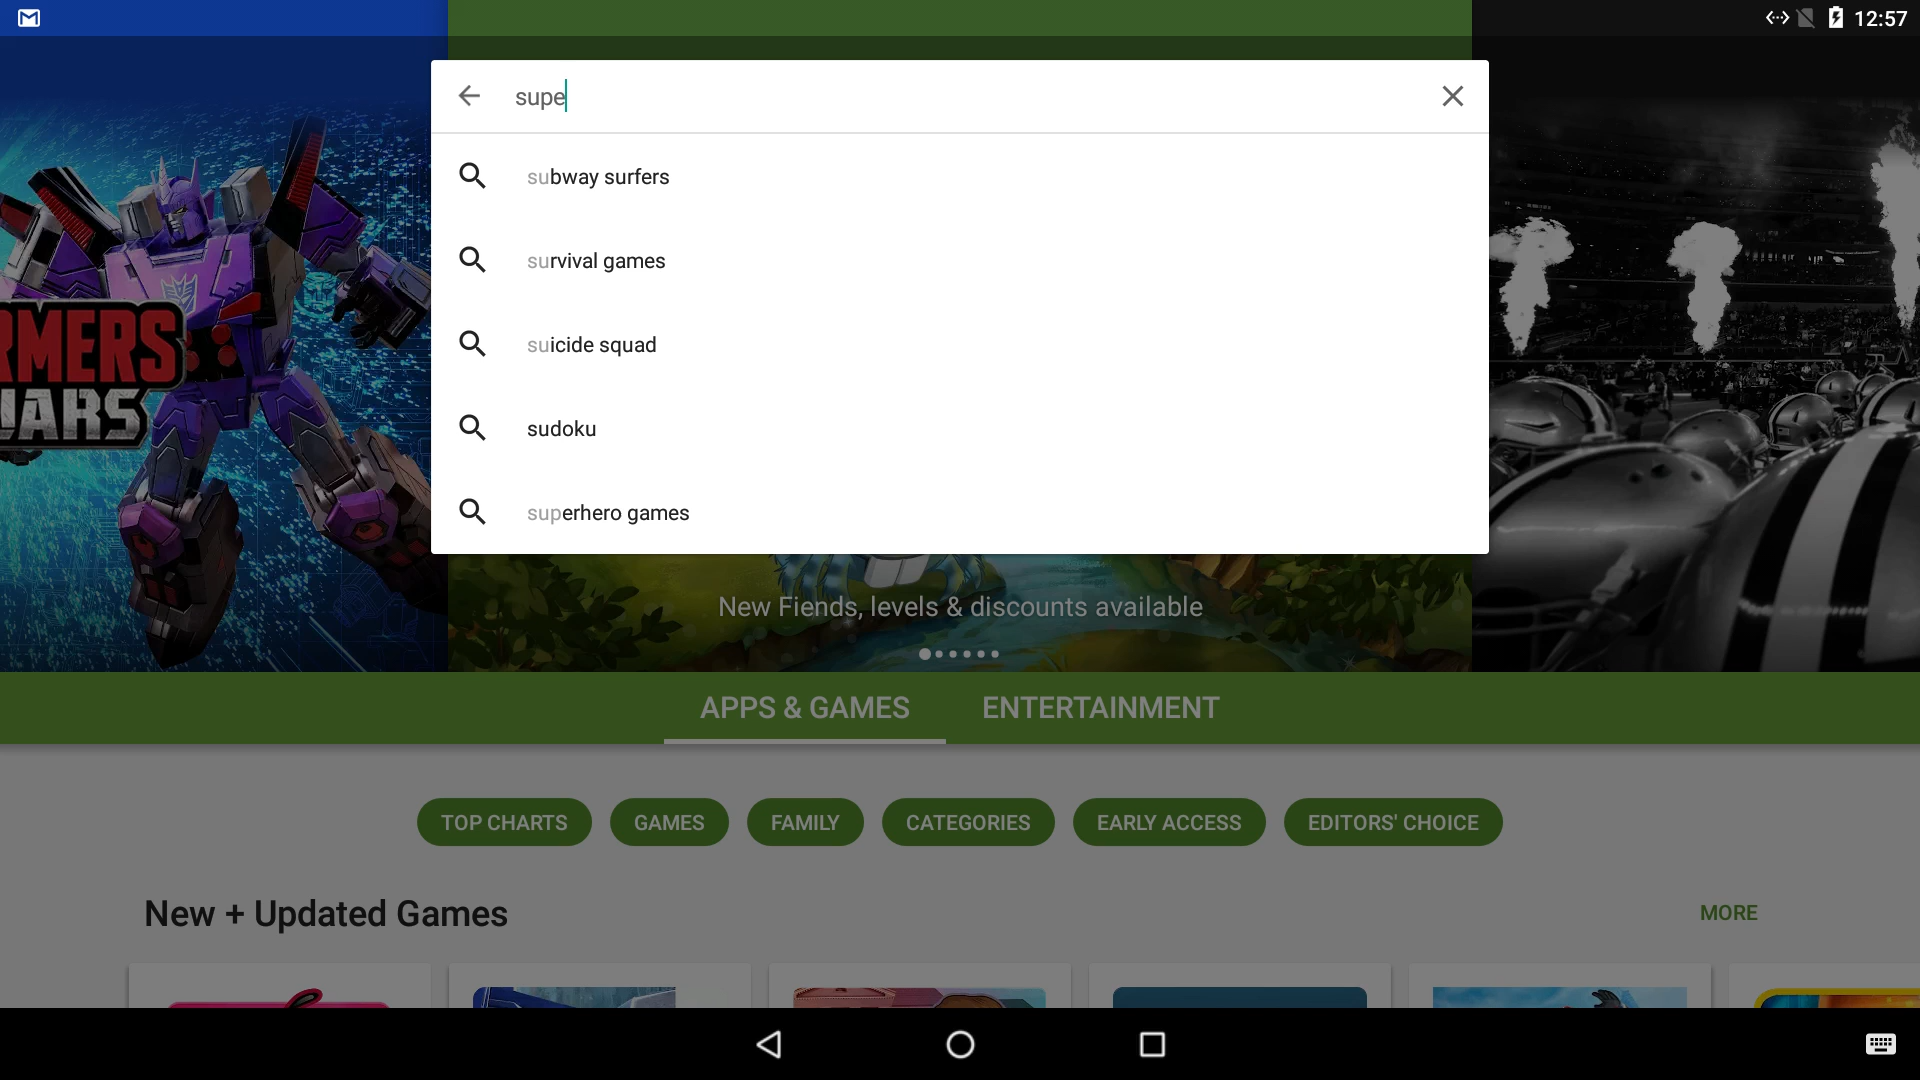 12:57
supe
subway surfers
survival games
suicide squad
sudoku
superhero games
RMERS
WARS
New Fiends, levels & discounts available
APPS & GAMES
ENTERTAINMENT
TOP CHARTS
GAMES
FAMILY
CATEGORIES
EARLY ACCESS
EDITORS' CHOICE
New + Updated Games
MORE